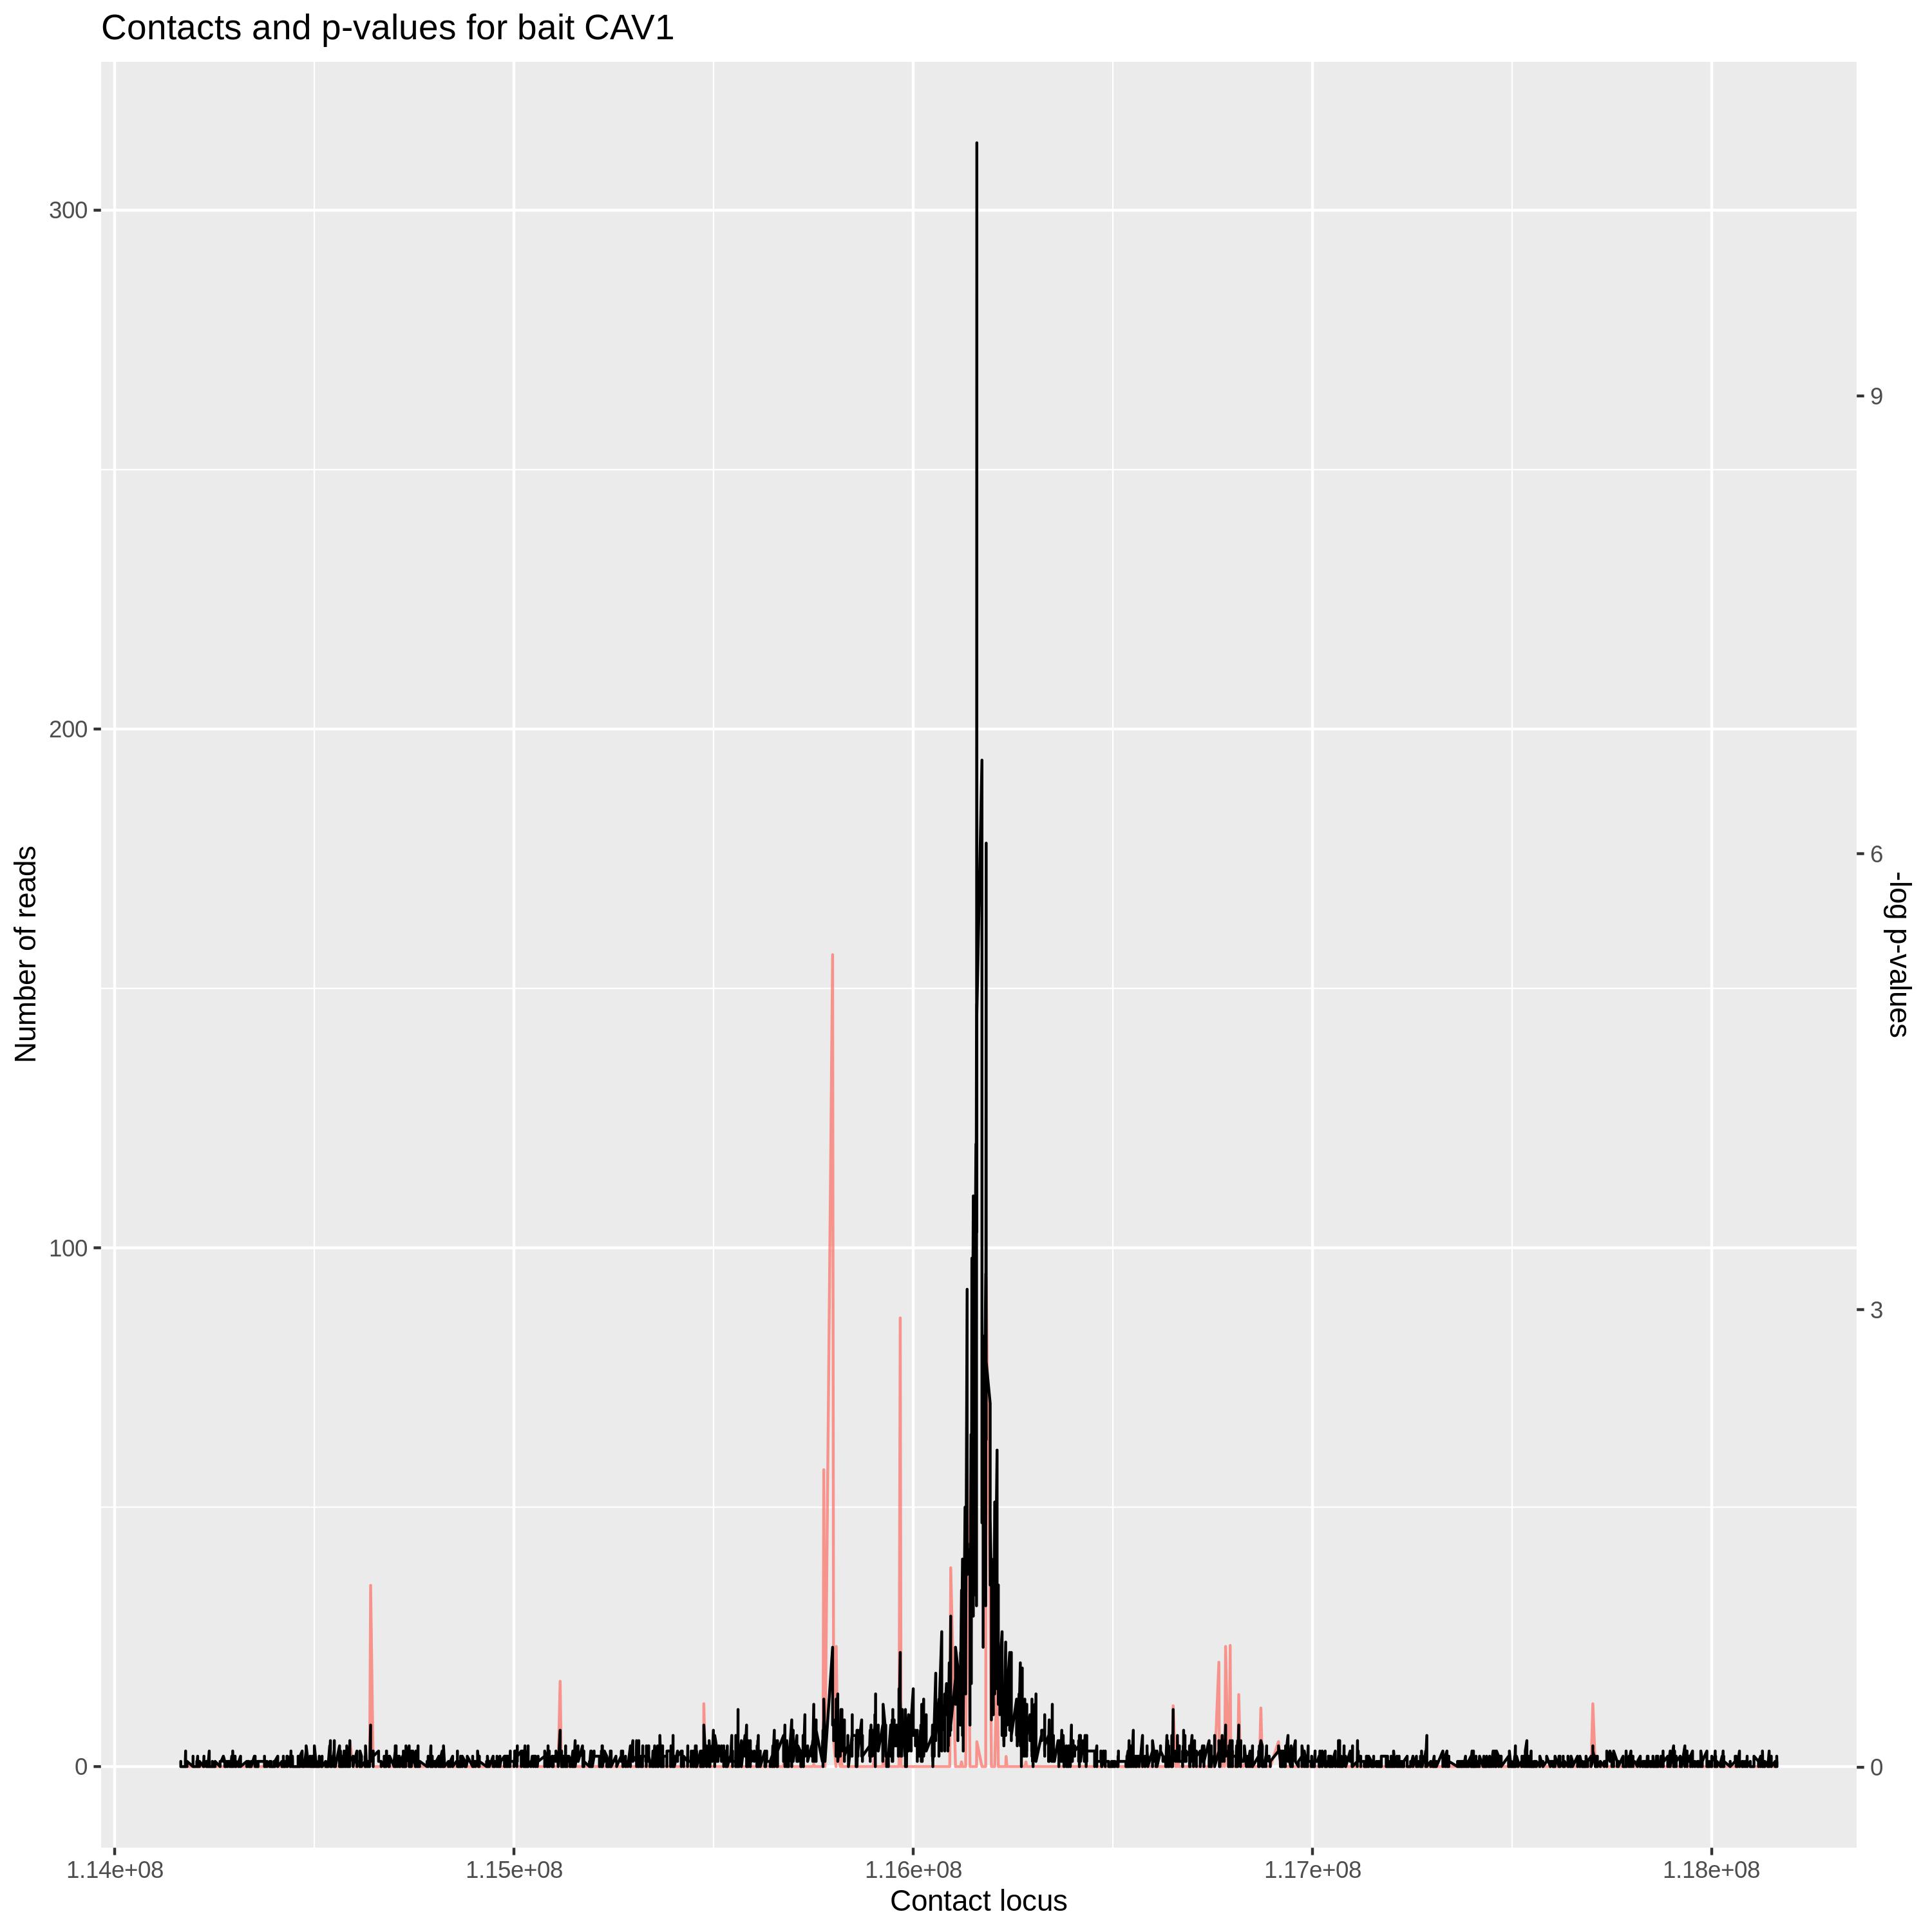 Contacts and p-values for bait CAV1
300
200
100
0
Number of reads
9
6
3
0
-log p-values
1.14e+08
1.15e+08
1.16e+08
1.17e+08
1.18e+08
Contact locus